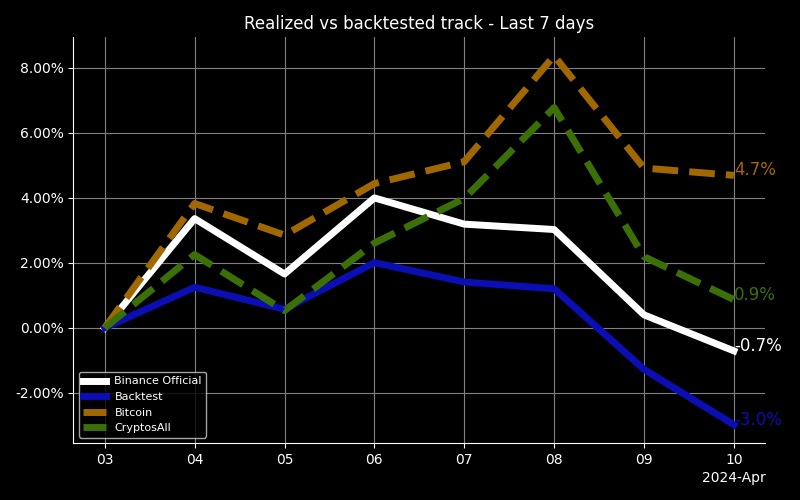 Realized vs backtested track - Last 7 days
8.00%
6.00%
4.00%
2.00%
0.00%
-2.00%
4.7%
0.9%
-0.7%
-3.0%
Binance Official
Backtest
Bitcoin
CryptosAll
03 04 05 06 07 08 09 10
2024-Apr